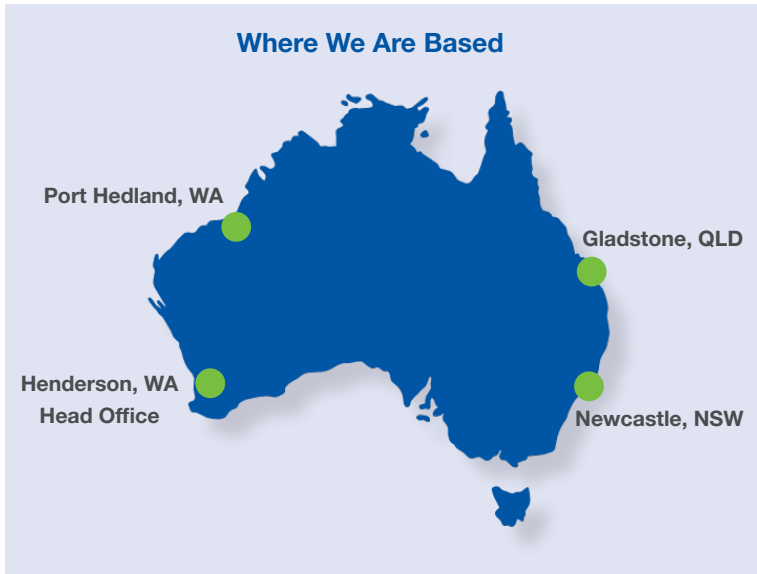 Where We Are Based
Port Hedland, WA
Gladstone, QLD
Henderson, WA
Head Office
Newcastle, NSW